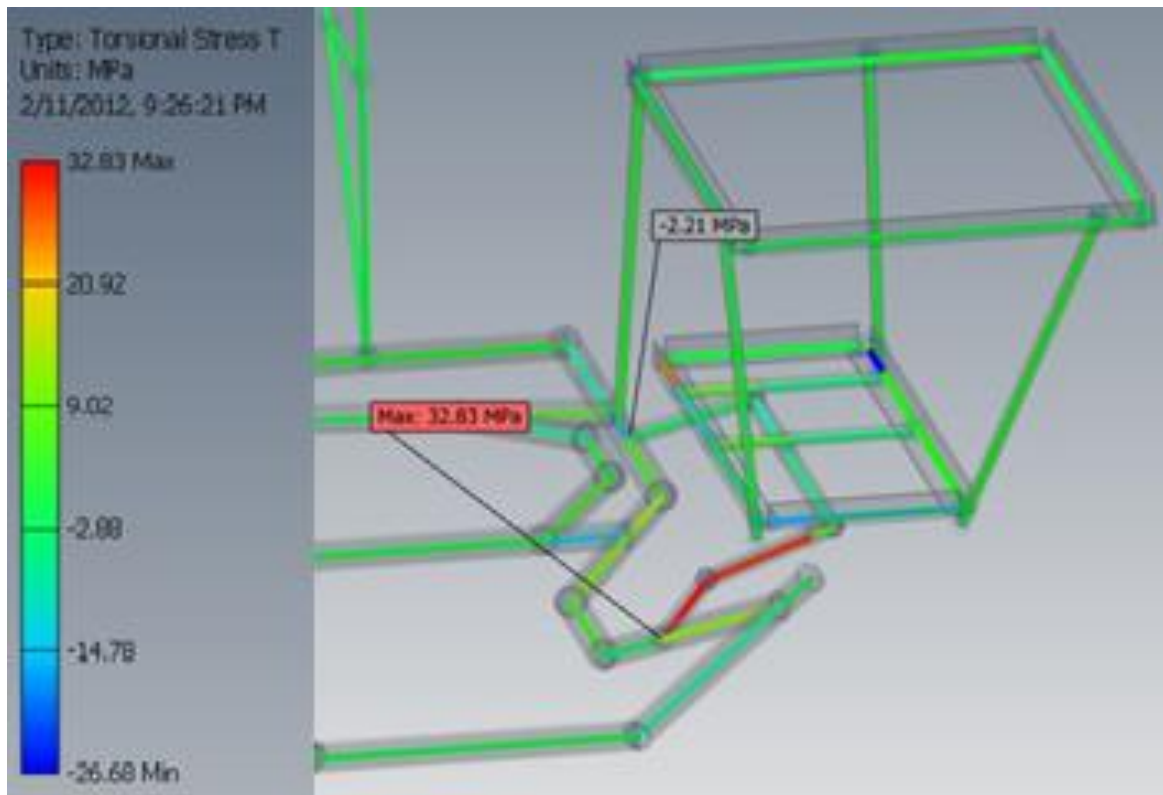 Type: Torsional Stress T
Units: MPa
2/11/2012, 9:26:21 PM
32.83 Max
20.92
9.02
-2.88
-14.78
-26.68 Min
-2.21 MPa
Max: 32.83 MPa